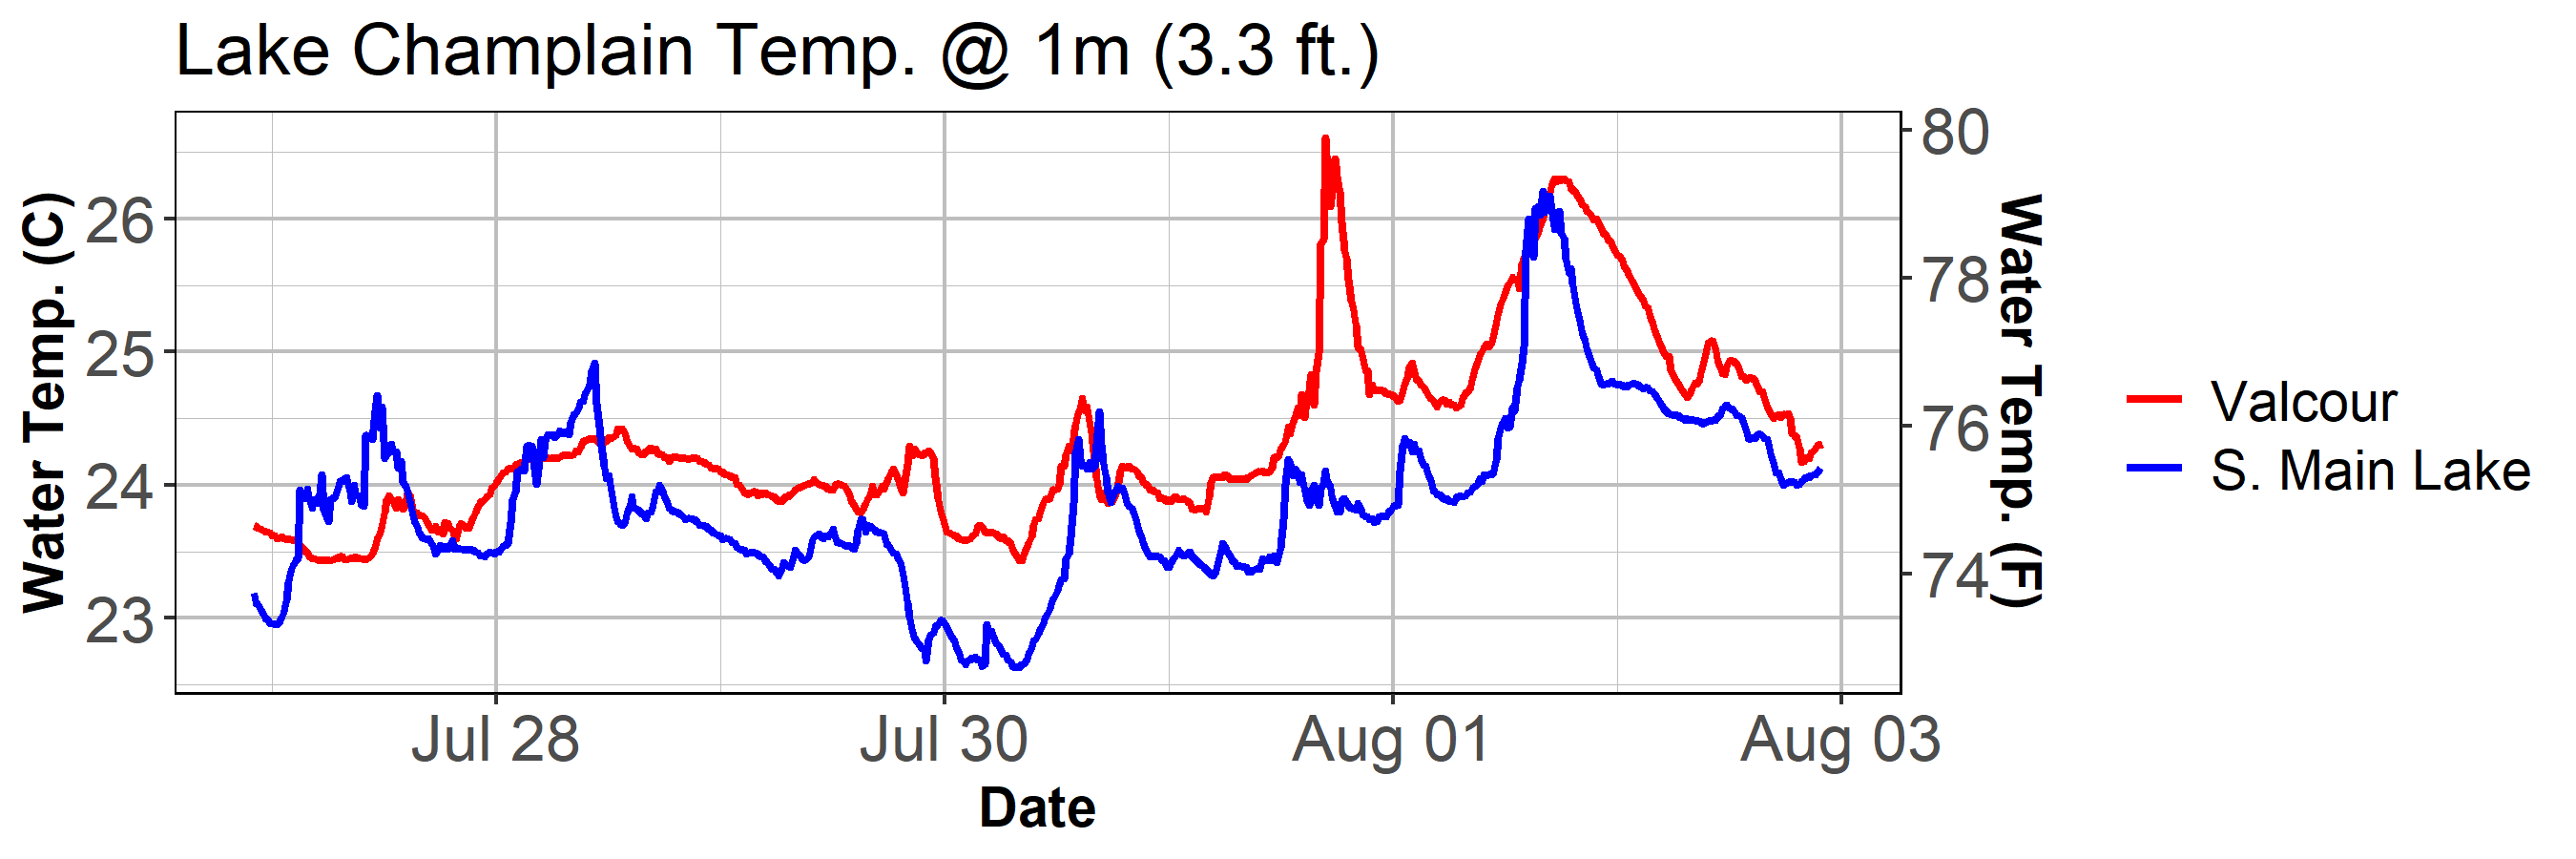 Lake Champlain Temp. @ 1m (3.3 ft.)
Water Temp. (C)
26
25
24
23
80
78
76
74
Water Temp. (F)
Jul 28
Jul 30
Aug 01
Aug 03
Date
Valcour
S. Main Lake